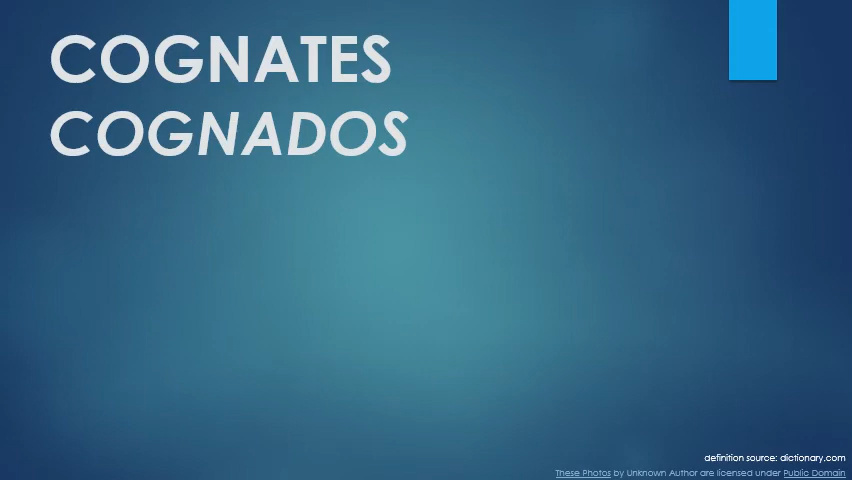 COGNATES
COGNADOS
definition source: dictionary.com
These Photos by Unknown Author are licensed under Public Domain